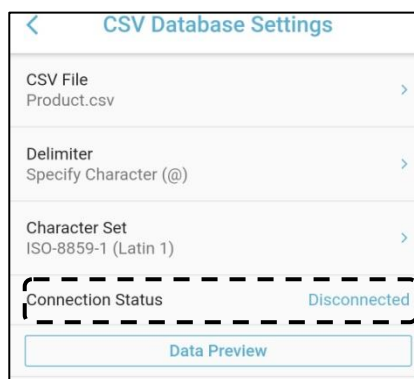 CSV Database Settings
CSV File
Product.csv
Delimiter
Specify Character (@)
Character Set
ISO-8859-1 (Latin 1)
Connection Status Disconnected
Data Preview